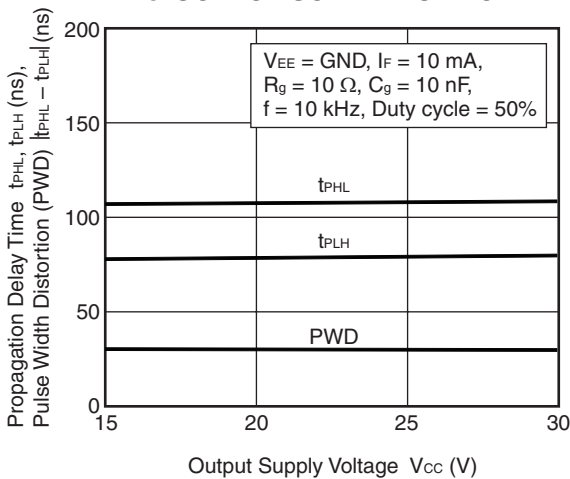 Propagation Delay Time tPHL, tPLH (ns),
Pulse Width Distortion (PWD) |tPHL – tPLH| (ns)
200
150
100
50
0
VEE = GND, IF = 10 mA,
Rg = 10 Ω, Cg = 10 nF,
f = 10 kHz, Duty cycle = 50%
tPHL
tPLH
PWD
15
20
25
30
Output Supply Voltage VCC (V)